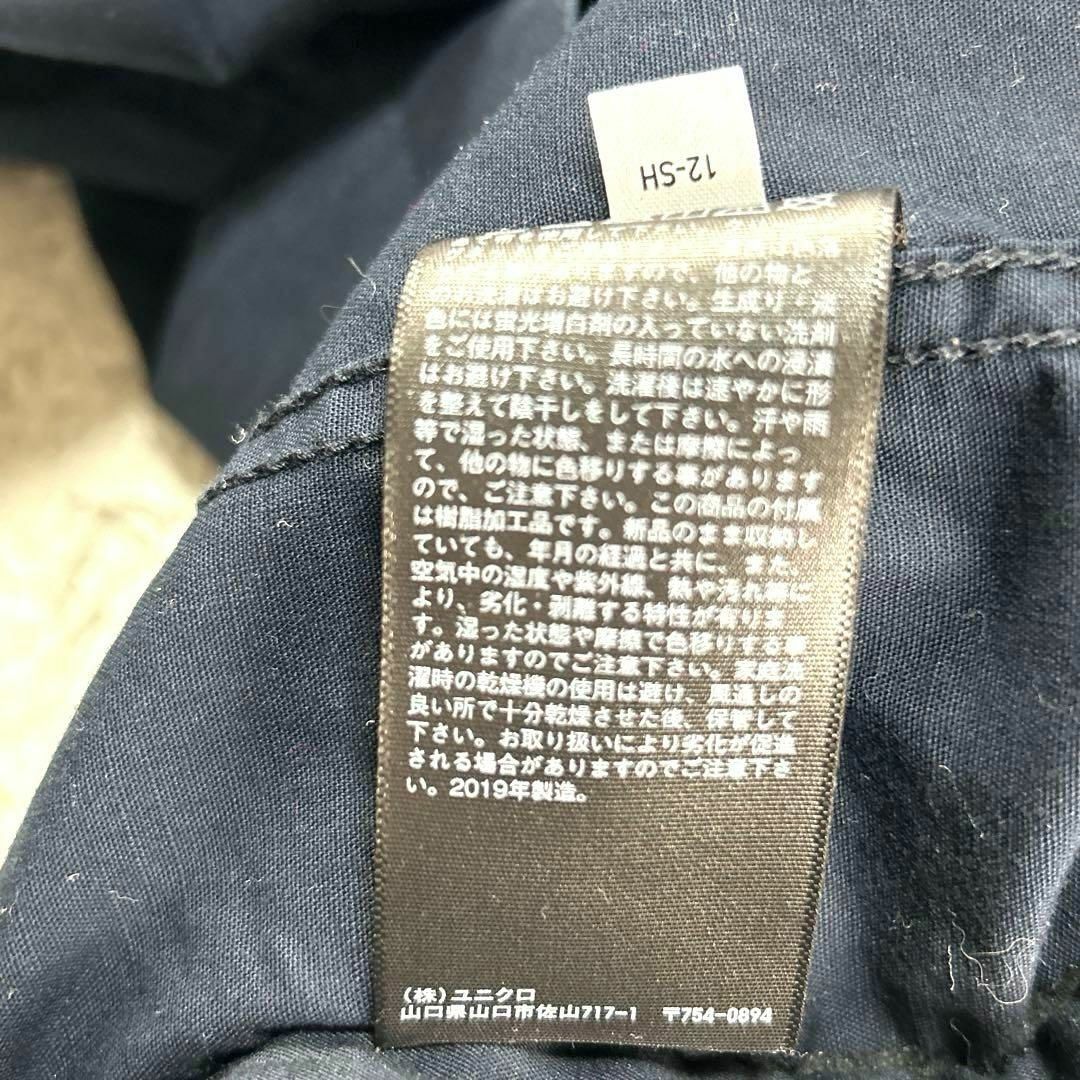 12-SH
ますので、他の物と
お洗濯はお避け下さい。生成り・淡
色には蛍光増白剤の入っていない洗剤
をご使用下さい。長時間の水への浸漬
はお避け下さい。洗濯後は速やかに形
を整えて陰干しをして下さい。汗や雨
等で湿った状態、または摩擦によっ
て、他の物に色移りする事があります
ので、ご注意下さい。この商品の付属
は樹脂加工品です。新品のまま収納し
ていても、年月の経過と共に、また、
空気中の湿度や紫外線、熱や汚れ等に
より、劣化・剥離する特性が有りま
す。湿った状態や摩擦で色移りする事
がありますのでご注意下さい。家庭洗
濯時の乾燥機の使用は避け、風通しの
良い所で十分乾燥させた後、保管して
下さい。お取り扱いにより劣化が促進
される場合がありますのでご注意下さ
い。2019年製造。
(株)ユニクロ
山口県山口市佐山717-1 〒754-0894